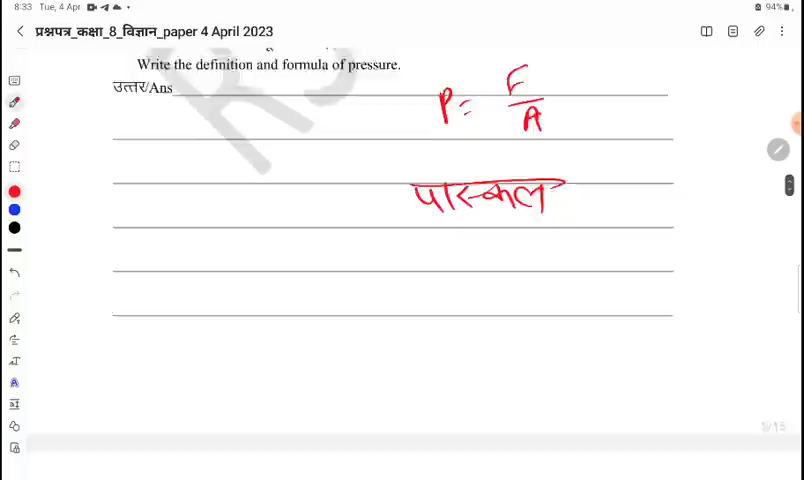 8:33 Tue, 4 Apr
94%
प्रश्नपत्र_कक्षा_8_विज्ञान_paper 4 April 2023
Write the definition and formula of pressure.
उत्तर/Ans
P = F
A
पास्कल
/15